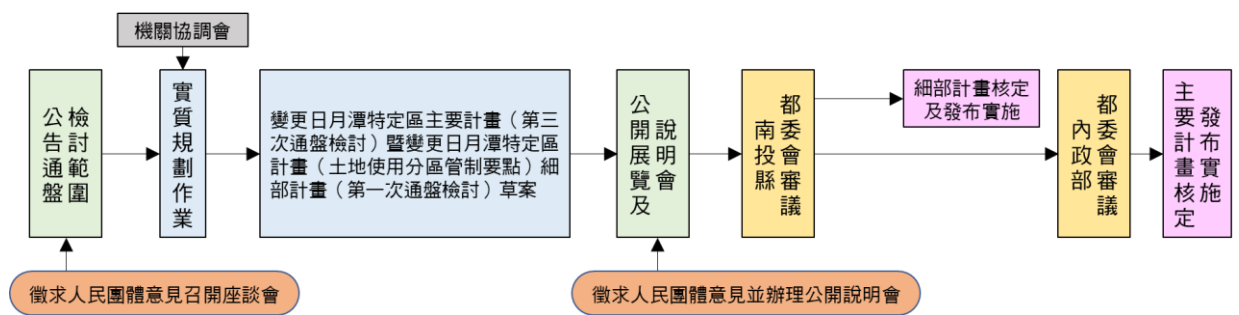 機關協調會
公告通盤
檢討範圍
實質規劃作業
變更日月潭特定區主要計畫（第三
次通盤檢討）暨變更日月潭特定區
計畫（土地使用分區管制要點）細
部計畫（第一次通盤檢討）草案
公開展覽及
說明會
南投縣
都委會審議
細部計畫核定
及發布實施
內政部
都委會審議
主要計畫核定
發布實施
徵求人民團體意見召開座談會
徵求人民團體意見並辦理公開說明會